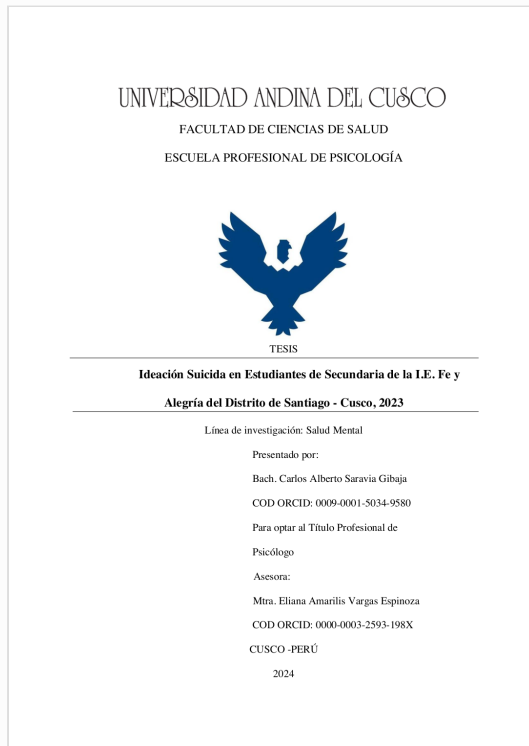 UNIVERSIDAD ANDINA DEL CUSCO
FACULTAD DE CIENCIAS DE SALUD
ESCUELA PROFESIONAL DE PSICOLOGÍA
TESIS
Ideación Suicida en Estudiantes de Secundaria de la I.E. Fe y
Alegría del Distrito de Santiago - Cusco, 2023
Línea de investigación: Salud Mental
Presentado por:
Bach. Carlos Alberto Saravia Gibaja
COD ORCID: 0009-0001-5034-9580
Para optar al Título Profesional de
Psicólogo
Asesora:
Mtra. Eliana Amarilis Vargas Espinoza
COD ORCID: 0000-0003-2593-198X
CUSCO -PERÚ
2024